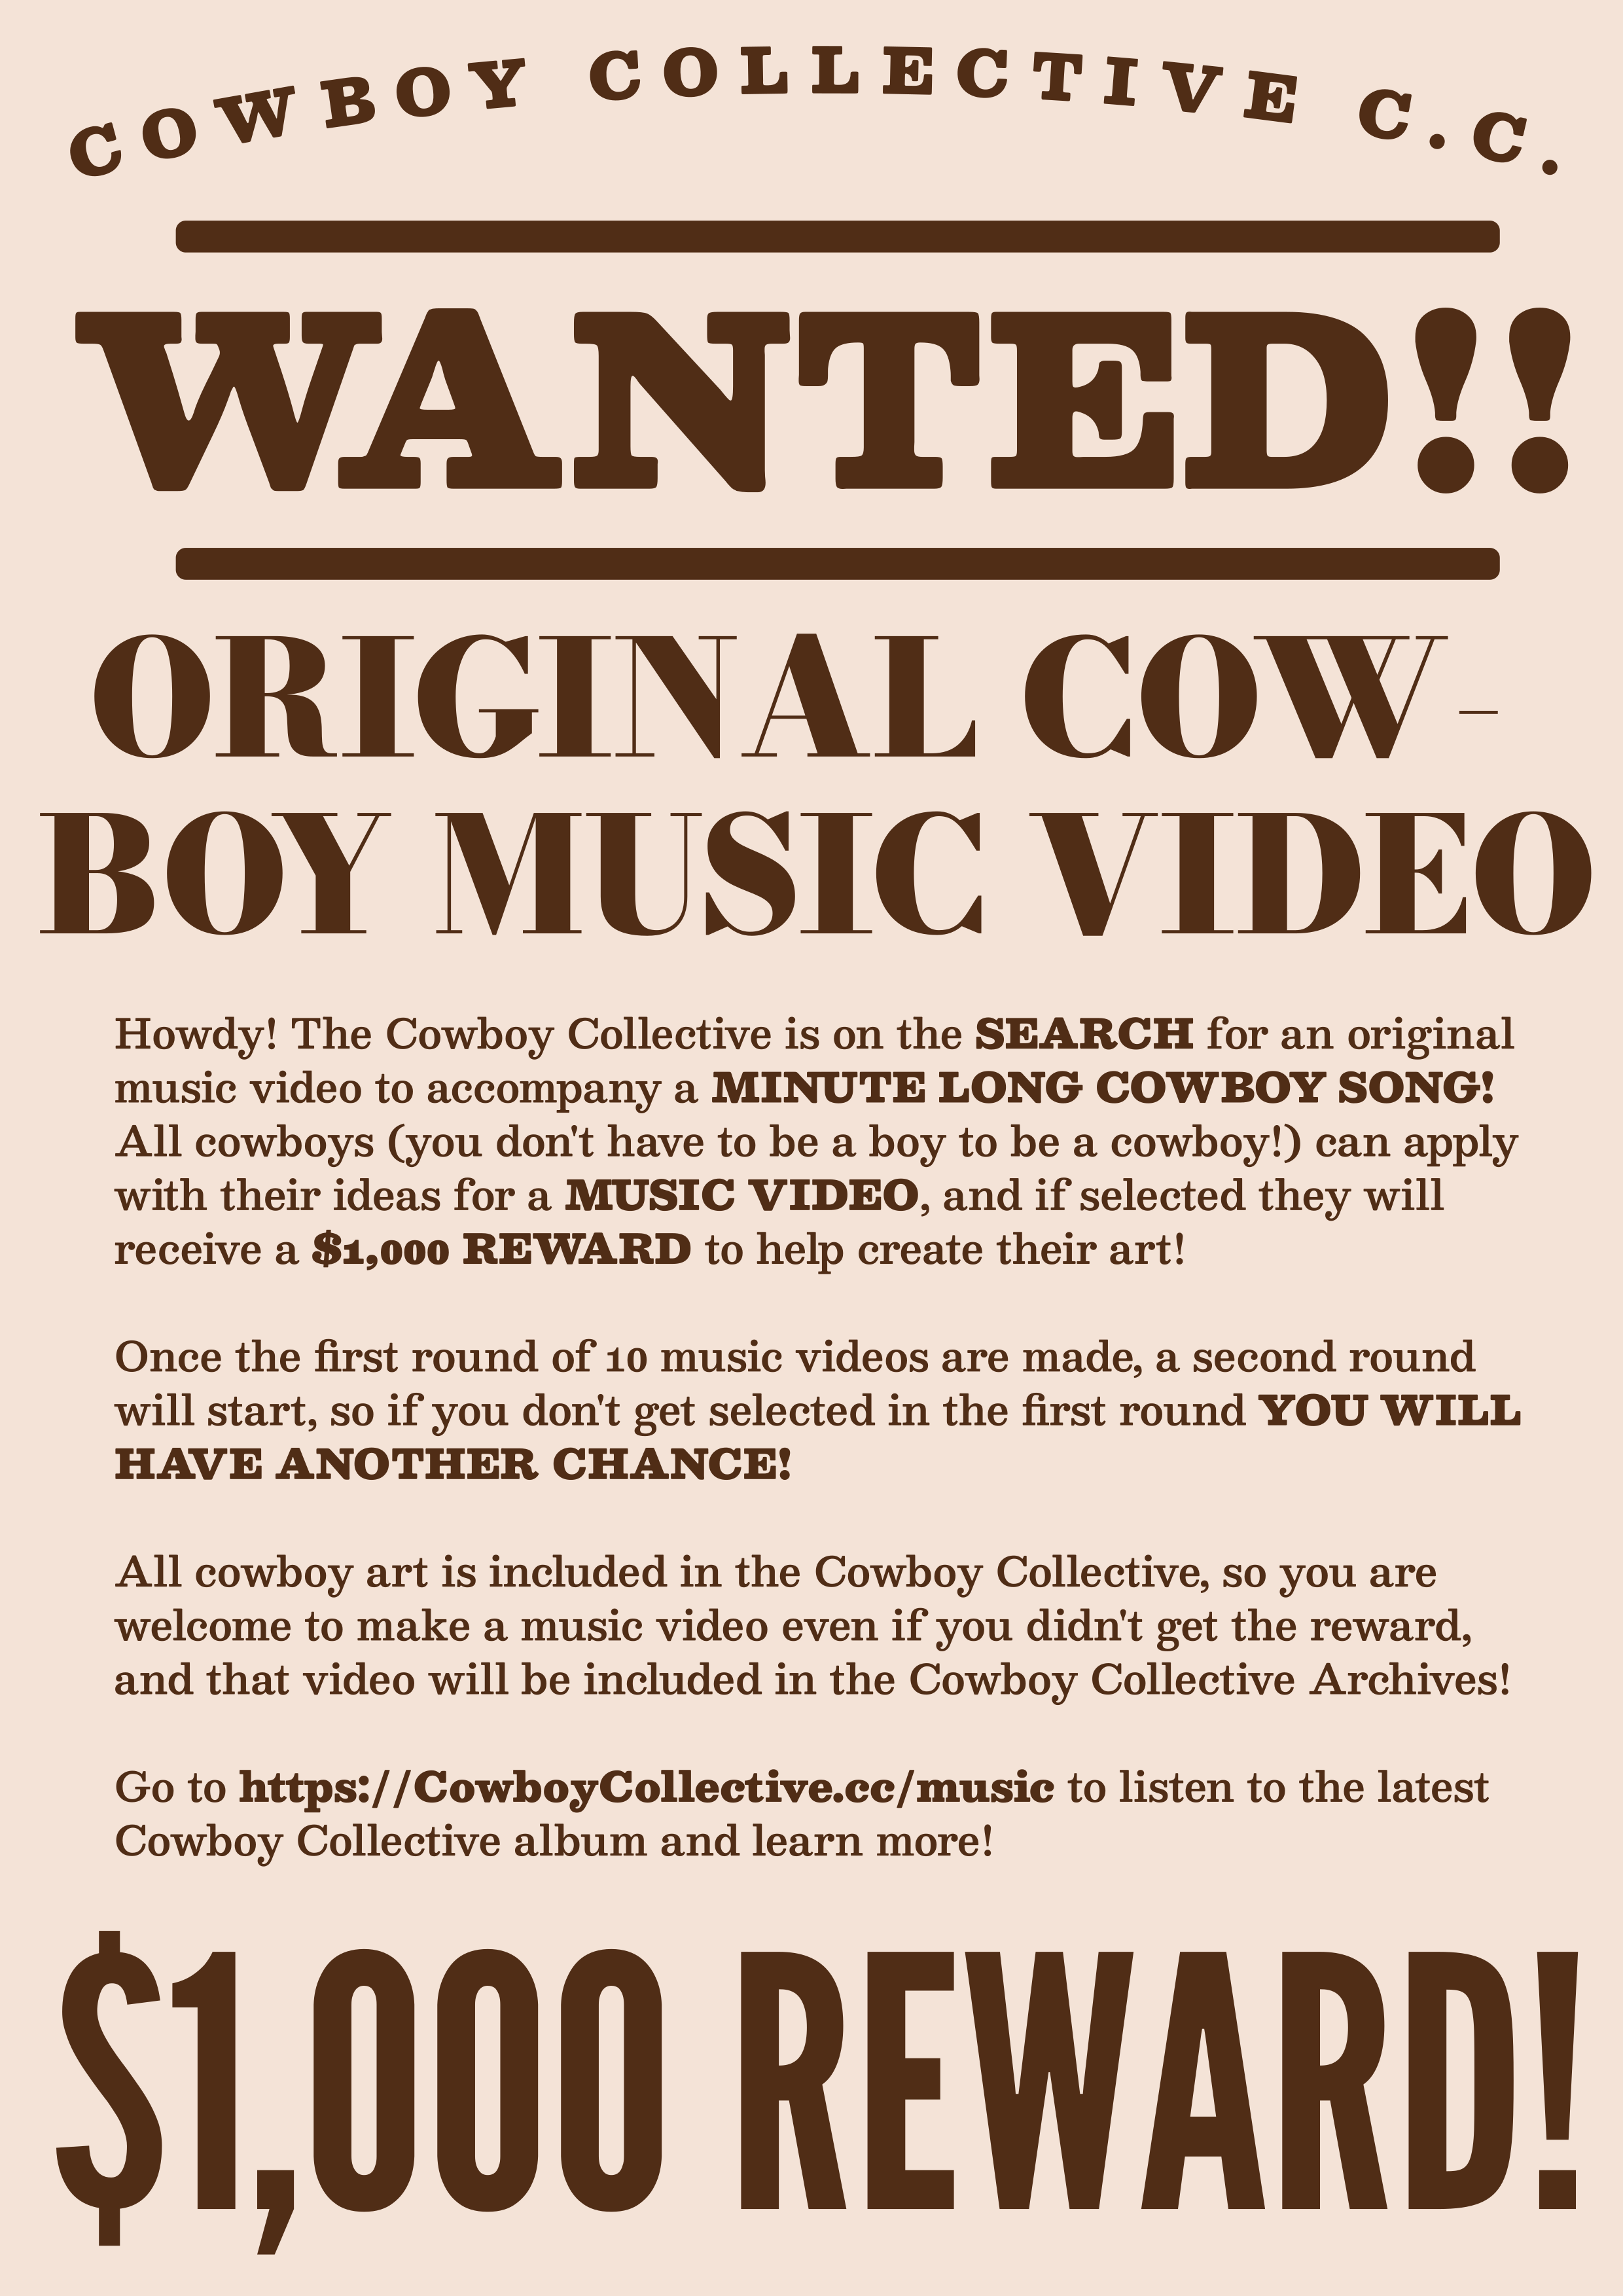 COWBOY COLLECTIVE C.C.
WANTED!!
ORIGINAL COW-
BOY MUSIC VIDEO
Howdy! The Cowboy Collective is on the SEARCH for an original
music video to accompany a MINUTE LONG COWBOY SONG!
All cowboys (you don't have to be a boy to be a cowboy!) can apply
with their ideas for a MUSIC VIDEO, and if selected they will
receive a $1,000 REWARD to help create their art!
Once the first round of 10 music videos are made, a second round
will start, so if you don't get selected in the first round YOU WILL
HAVE ANOTHER CHANCE!
All cowboy art is included in the Cowboy Collective, so you are
welcome to make a music video even if you didn't get the reward,
and that video will be included in the Cowboy Collective Archives!
Go to https://CowboyCollective.cc/music to listen to the latest
Cowboy Collective album and learn more!
$1,000 REWARD!